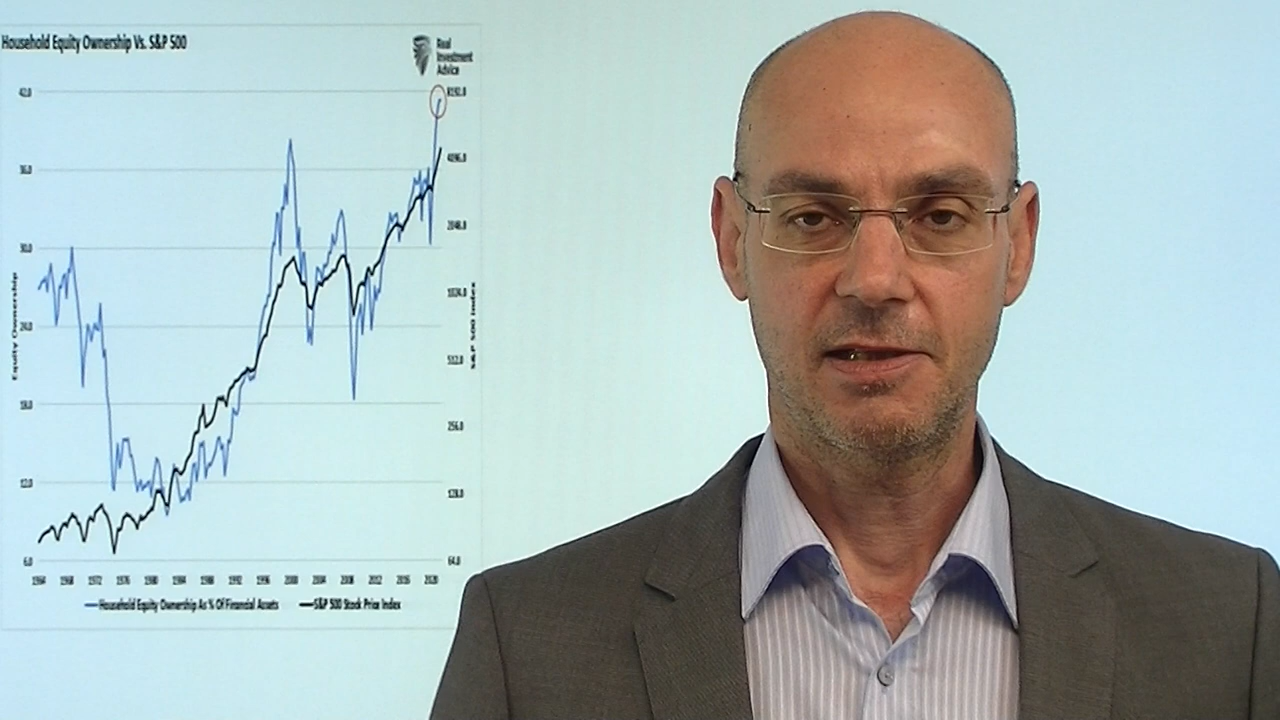 Household Equity Ownership Vs. S&P 500
Real
Investment
Advice
42.0
36.0
30.0
24.0
18.0
12.0
6.0
Equity Ownership
8192.0
4096.0
2048.0
1024.0
512.0
256.0
128.0
64.0
S&P 500 Index
1964 1968 1972 1976 1980 1984 1988 1992 1996 2000 2004 2008 2012 2016 2020
Household Equity Ownership As % Of Financial Assets
S&P 500 Stock Price Index